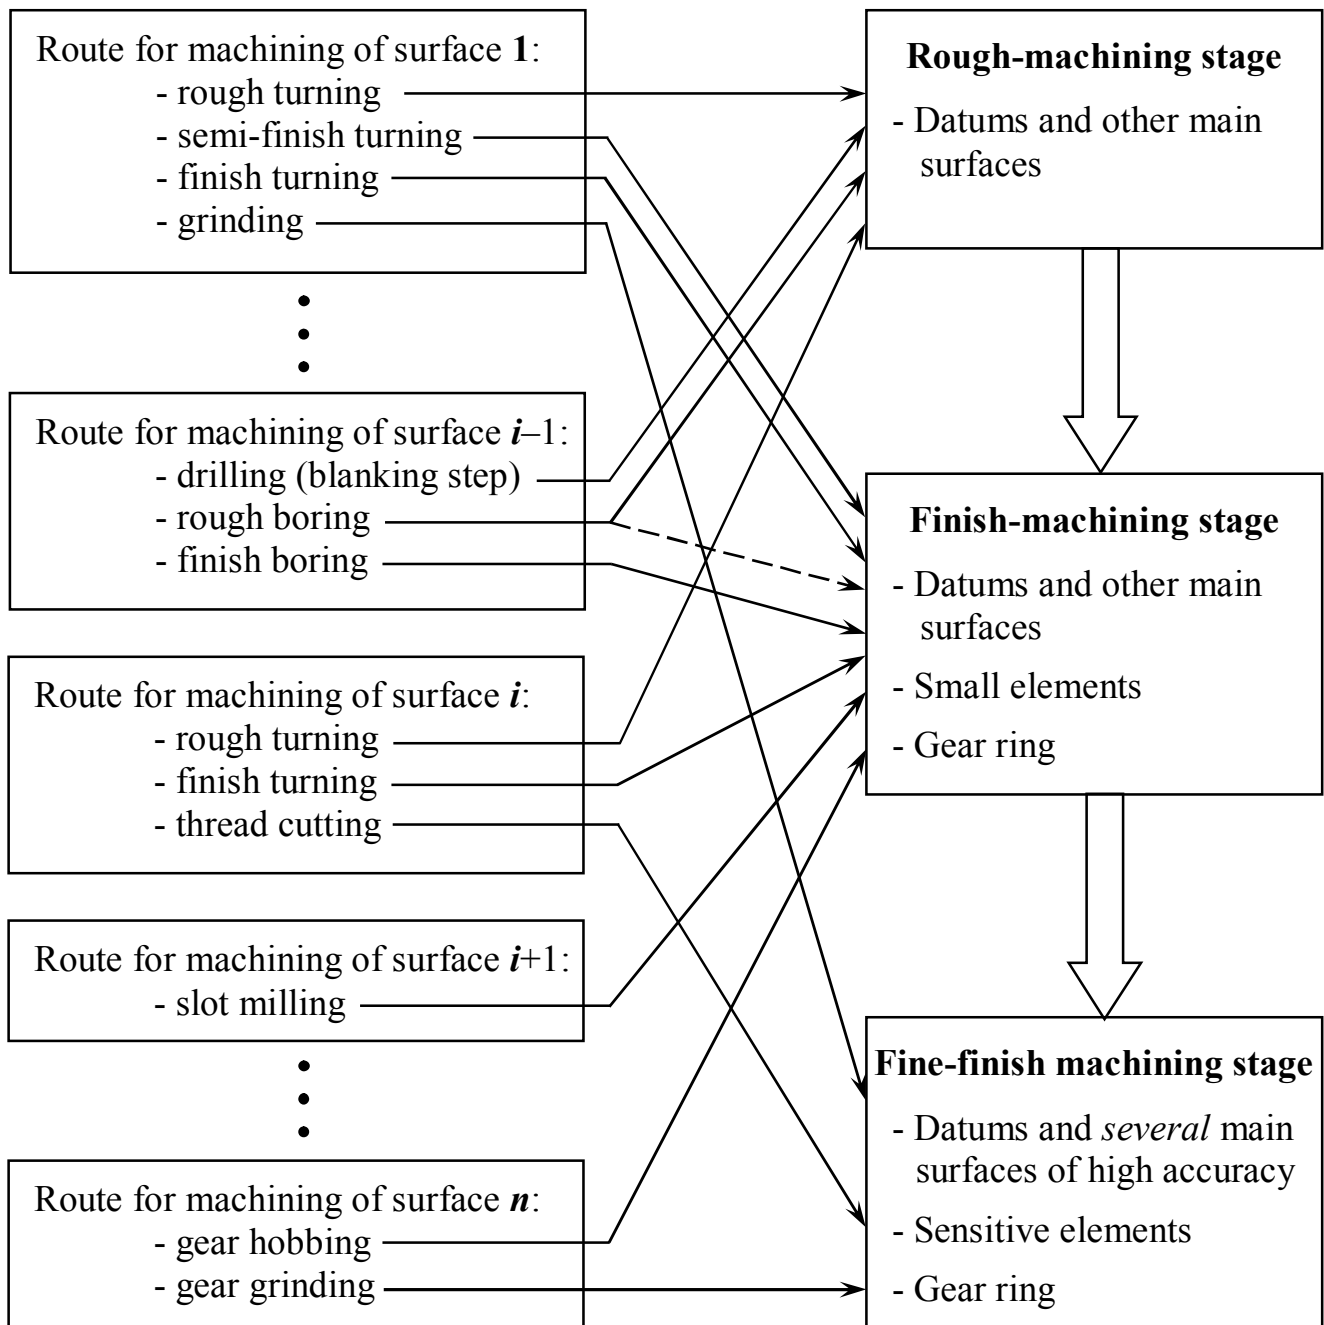 Route for machining of surface 1:
- rough turning
- semi-finish turning
- finish turning
- grinding
Route for machining of surface i–1:
- drilling (blanking step)
- rough boring
- finish boring
Route for machining of surface i:
- rough turning
- finish turning
- thread cutting
Route for machining of surface i+1:
- slot milling
Route for machining of surface n:
- gear hobbing
- gear grinding
Rough-machining stage
- Datums and other main
surfaces
Finish-machining stage
- Datums and other main
surfaces
- Small elements
- Gear ring
Fine-finish machining stage
- Datums and several main
surfaces of high accuracy
- Sensitive elements
- Gear ring